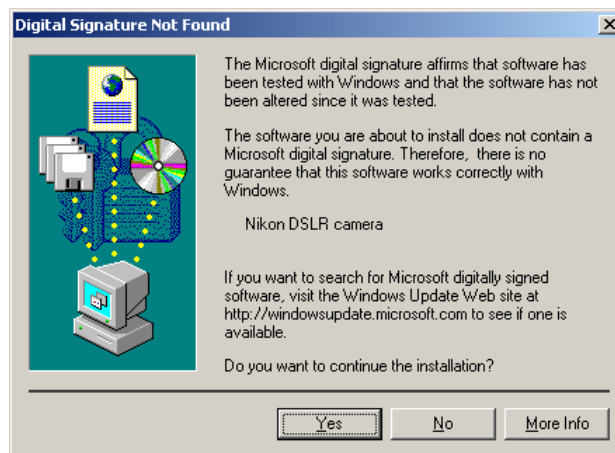 Digital Signature Not Found
The Microsoft digital signature affirms that software has
been tested with Windows and that the software has not
been altered since it was tested.
The software you are about to install does not contain a
Microsoft digital signature. Therefore, there is no
guarantee that this software works correctly with
Windows.
Nikon DSLR camera
If you want to search for Microsoft digitally signed
software, visit the Windows Update Web site at
http://windowsupdate.microsoft.com to see if one is
available.
Do you want to continue the installation?
Yes No More Info